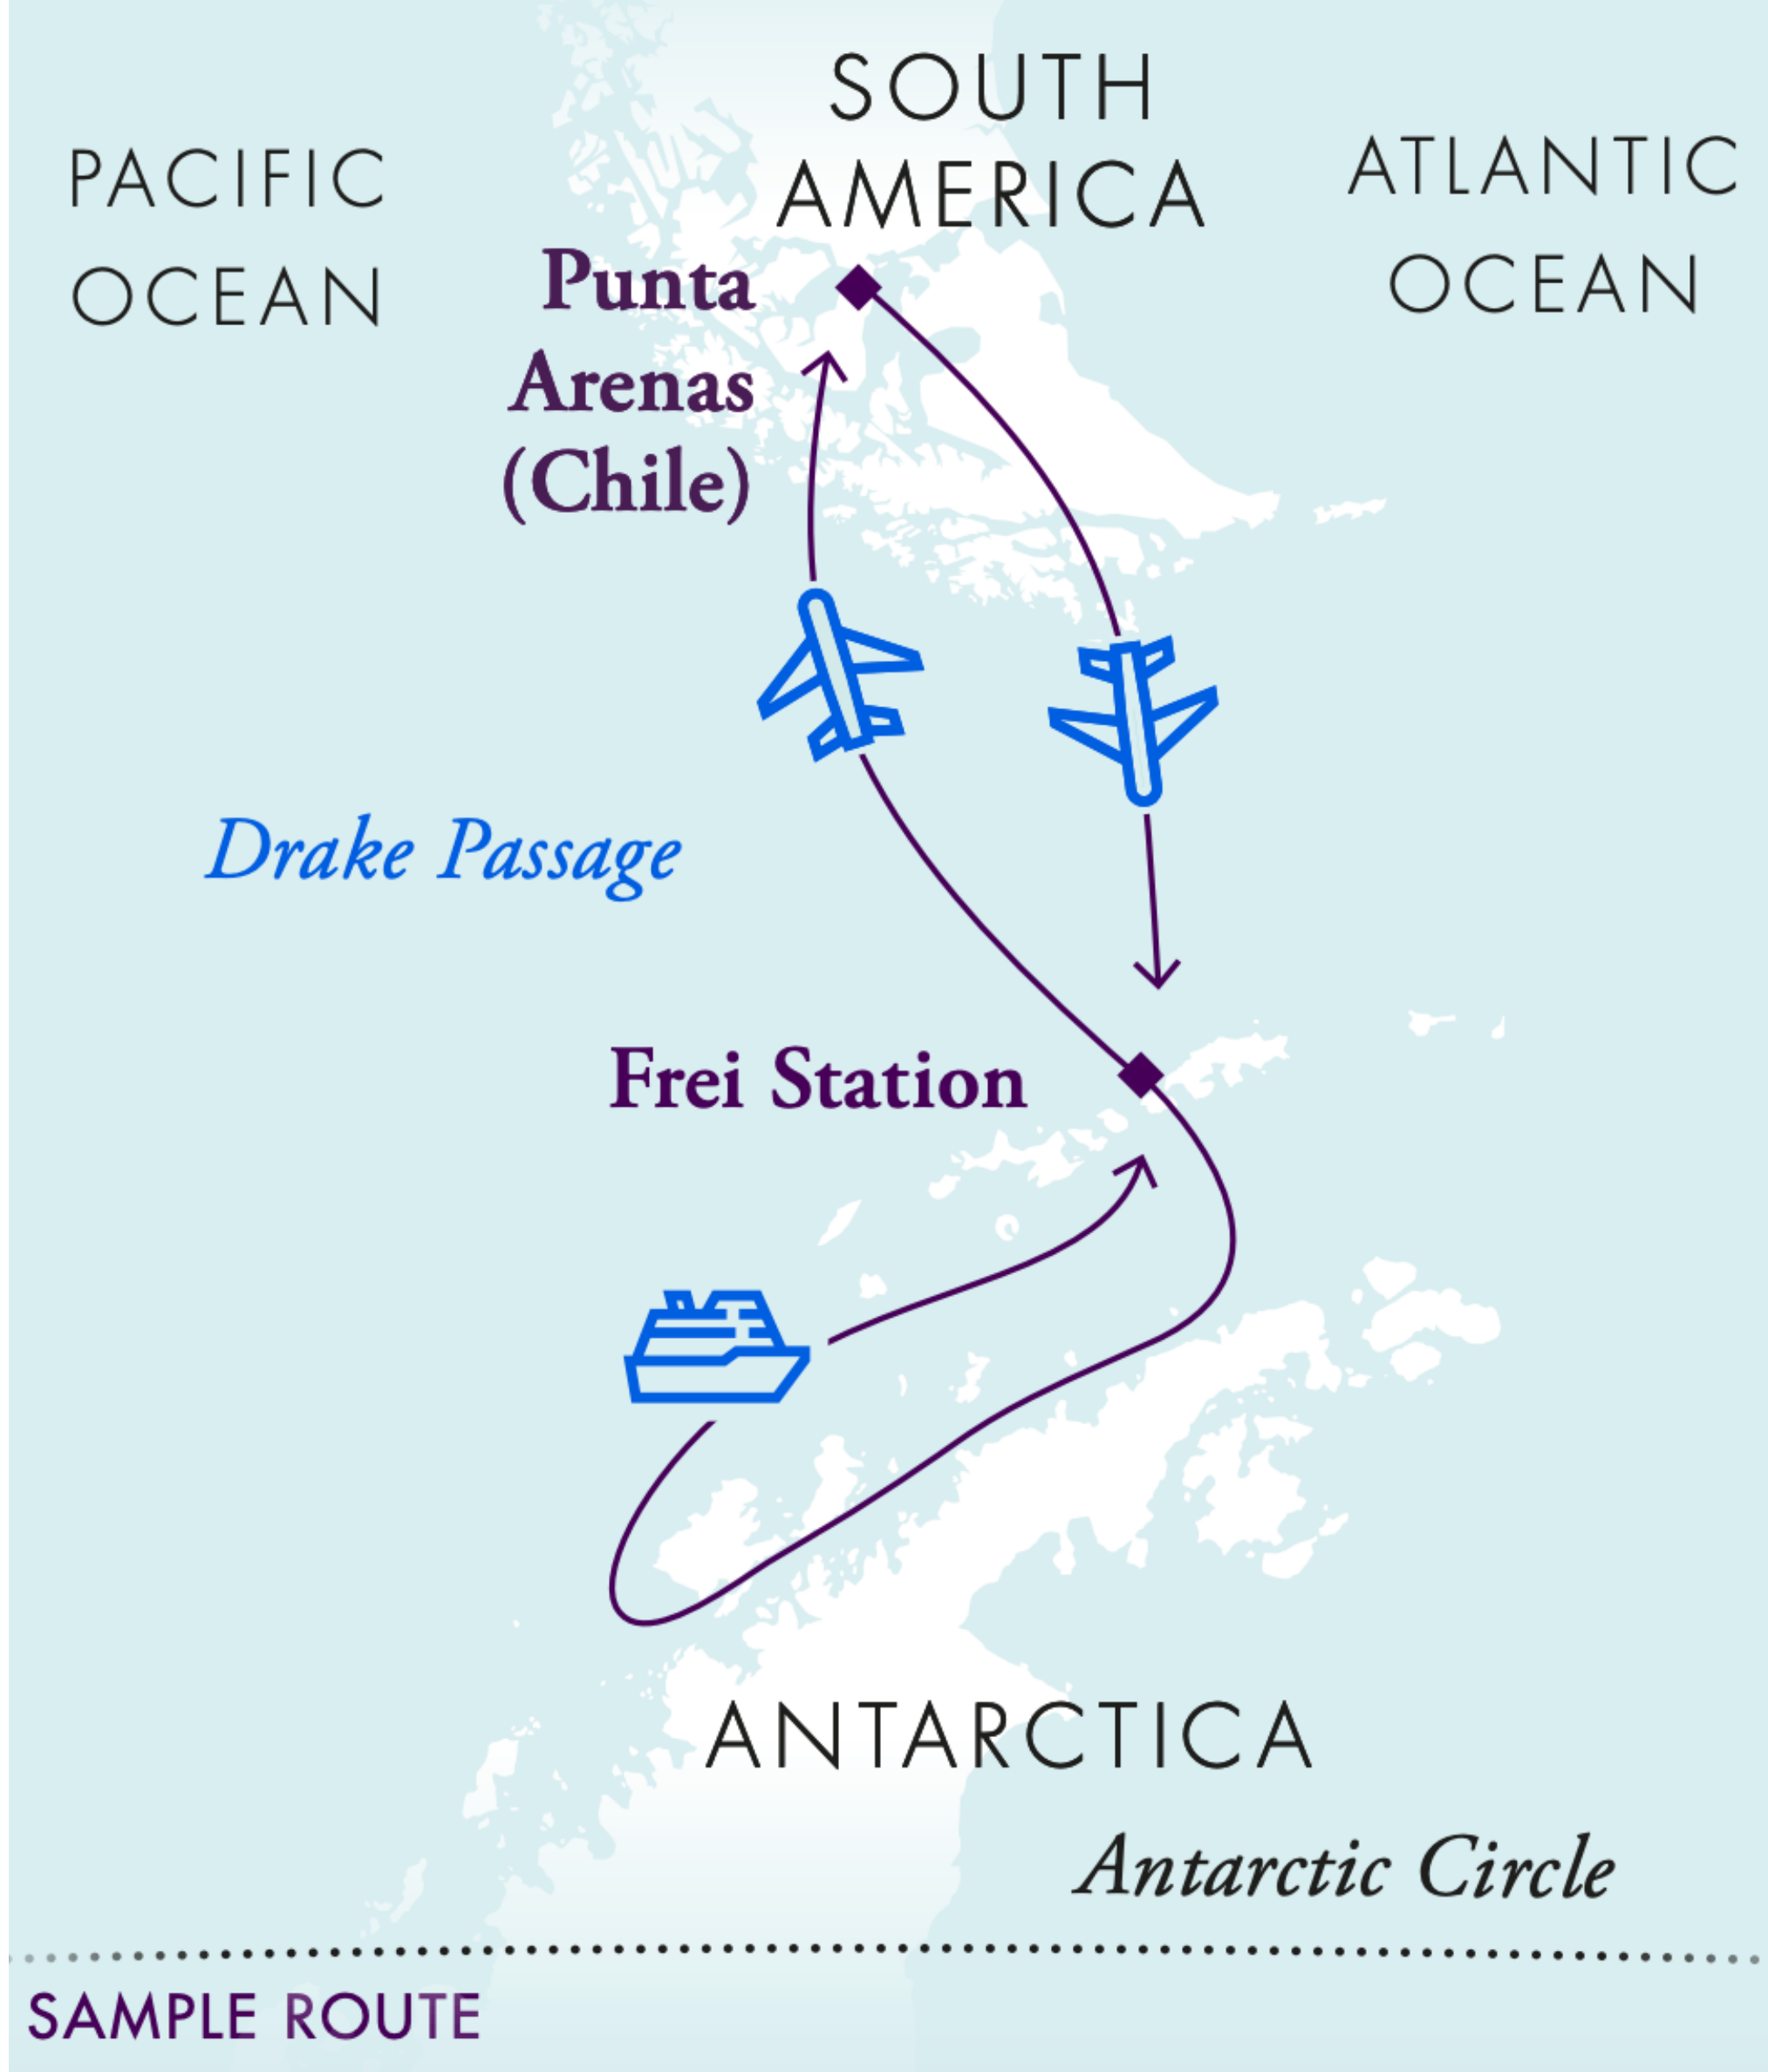 SOUTH
AMERICA
PACIFIC
OCEAN
ATLANTIC
OCEAN
Punta
Arenas
(Chile)
Drake Passage
Frei Station
ANTARCTICA
Antarctic Circle
SAMPLE ROUTE